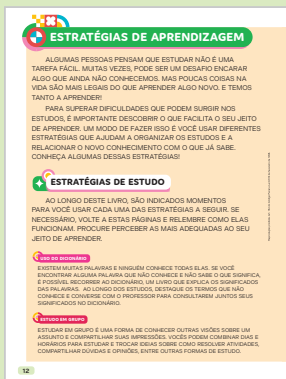 ESTRATÉGIAS DE APRENDIZAGEM
ALGUMAS PESSOAS PENSAM QUE ESTUDAR NÃO É UMA
TAREFA FÁCIL. MUITAS VEZES, PODE SER UM DESAFIO ENCARAR
ALGO QUE AINDA NÃO CONHECEMOS. MAS POUCAS COISAS NA
VIDA SÃO MAIS LEGAIS DO QUE APRENDER ALGO NOVO. E TEMOS
TANTO A APRENDER!
PARA SUPERAR DIFICULDADES QUE PODEM SURGIR NOS
ESTUDOS, É IMPORTANTE DESCOBRIR O QUE FACILITA O SEU JEITO
DE APRENDER. UM MODO DE FAZER ISSO É VOCÊ USAR DIFERENTES
ESTRATÉGIAS QUE AJUDAM A ORGANIZAR OS ESTUDOS E A
RELACIONAR O NOVO CONHECIMENTO COM O QUE JÁ SABE.
CONHEÇA ALGUMAS DESSAS ESTRATÉGIAS!
ESTRATÉGIAS DE ESTUDO
AO LONGO DESTE LIVRO, SÃO INDICADOS MOMENTOS
PARA VOCÊ USAR CADA UMA DAS ESTRATÉGIAS A SEGUIR. SE
NECESSÁRIO, VOLTE A ESTAS PÁGINAS E RELEMBRE COMO ELAS
FUNCIONAM. PROCURE PERCEBER AS MAIS ADEQUADAS AO SEU
JEITO DE APRENDER.
USO DO DICIONÁRIO
EXISTEM MUITAS PALAVRAS E NINGUÉM CONHECE TODAS ELAS. SE VOCÊ
ENCONTRAR ALGUMA PALAVRA QUE NÃO CONHECE E NÃO SABE O QUE SIGNIFICA,
É POSSÍVEL RECORRER AO DICIONÁRIO, UM LIVRO QUE EXPLICA OS SIGNIFICADOS
DAS PALAVRAS. AO LONGO DOS ESTUDOS, DESTAQUE OS TERMOS QUE NÃO
CONHECE E CONVERSE COM O PROFESSOR PARA CONSULTAREM JUNTOS SEUS
SIGNIFICADOS NO DICIONÁRIO.
ESTUDO EM GRUPO
ESTUDAR EM GRUPO É UMA FORMA DE CONHECER OUTRAS VISÕES SOBRE UM
ASSUNTO E COMPARTILHAR SUAS IMPRESSÕES. VOCÊS PODEM COMBINAR DIAS E
HORÁRIOS PARA ESTUDAR E TROCAR IDEIAS SOBRE COMO RESOLVER ATIVIDADES,
COMPARTILHAR DÚVIDAS E OPINIÕES, ENTRE OUTRAS FORMAS DE ESTUDO.
12